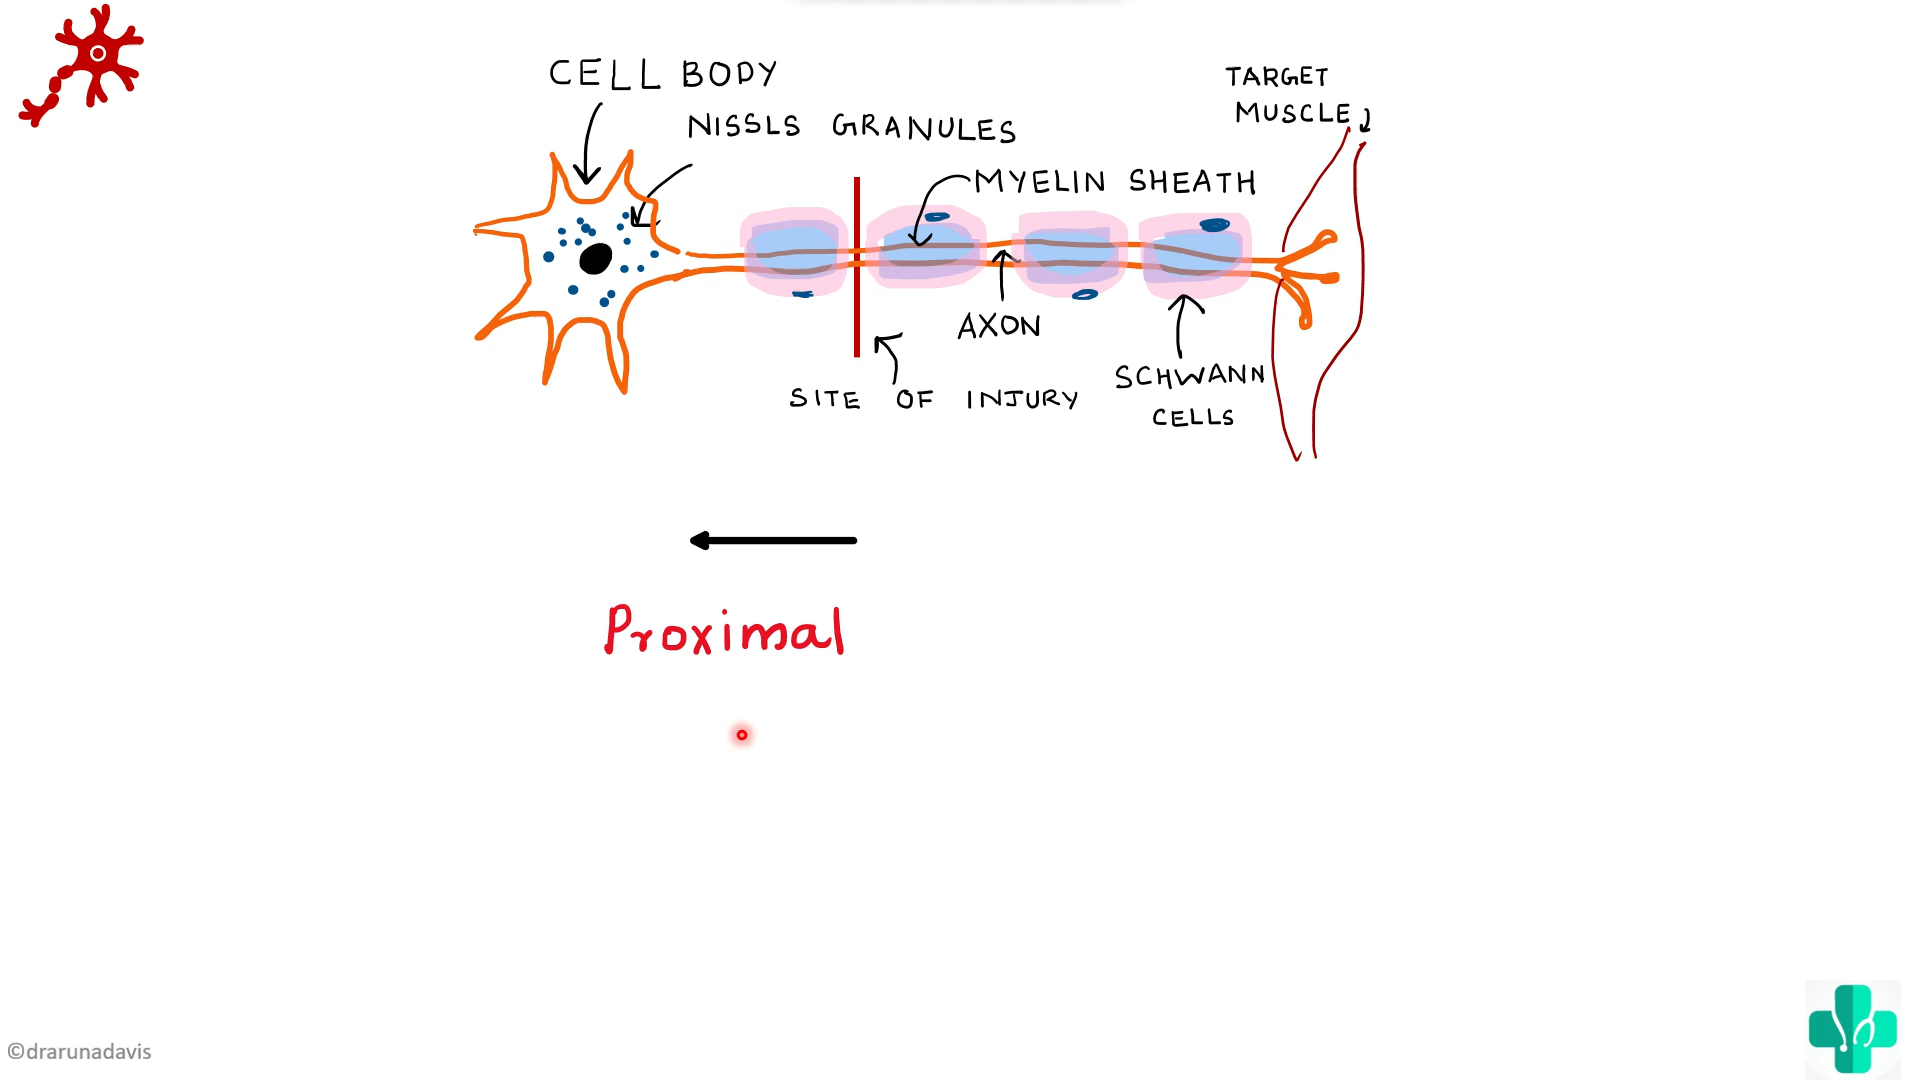 CELL BODY
NISSLS GRANULES
TARGET
MUSCLE
MYELIN SHEATH
AXON
SITE OF INJURY
SCHWANN
CELLS
Proximal
©drarunadavis